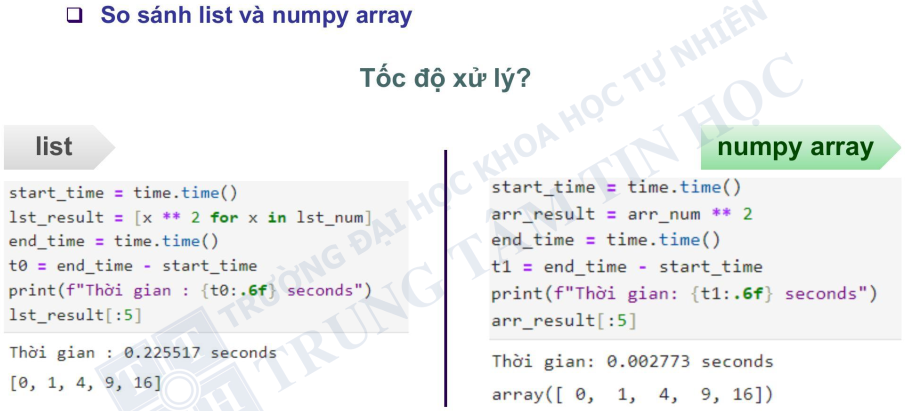 So sánh list và numpy array
Tốc độ xử lý?
list
start_time = time.time()
lst_result = [x ** 2 for x in lst_num]
end_time = time.time()
t0 = end_time - start_time
print(f"Thời gian : {t0:.6f} seconds")
lst_result[:5]
Thời gian : 0.225517 seconds
[0, 1, 4, 9, 16]
numpy array
start_time = time.time()
arr_result = arr_num ** 2
end_time = time.time()
t1 = end_time - start_time
print(f"Thời gian: {t1:.6f} seconds")
arr_result[:5]
Thời gian: 0.002773 seconds
array([ 0,  1,  4,  9, 16])
TRƯỜNG ĐẠI HỌC KHOA HỌC TỰ NHIÊN
TRUNG TÂM TIN HỌC